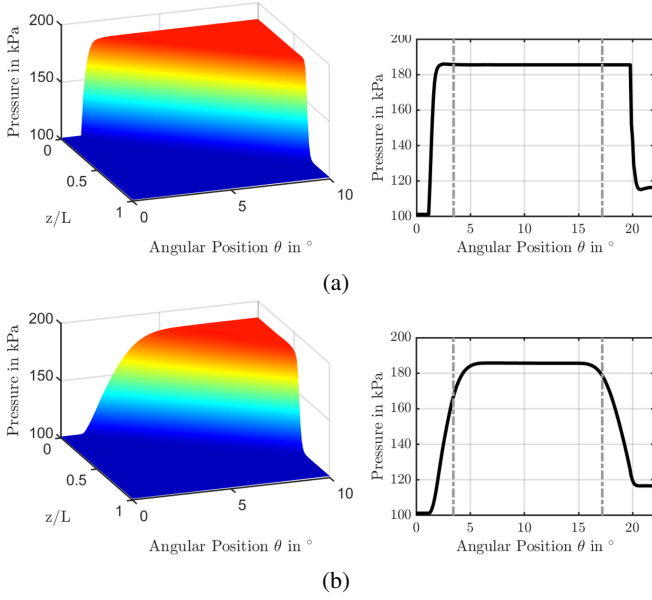 200
150
100
Pressure in kPa
0
0.5
1
z/L
0
5
10
Angular Position θ in °
200
180
160
140
120
100
Pressure in kPa
0 5 10 15 20
Angular Position θ in °
(a)
200
150
100
Pressure in kPa
0
0.5
1
z/L
0
5
10
Angular Position θ in °
200
180
160
140
120
100
Pressure in kPa
0 5 10 15 20
Angular Position θ in °
(b)